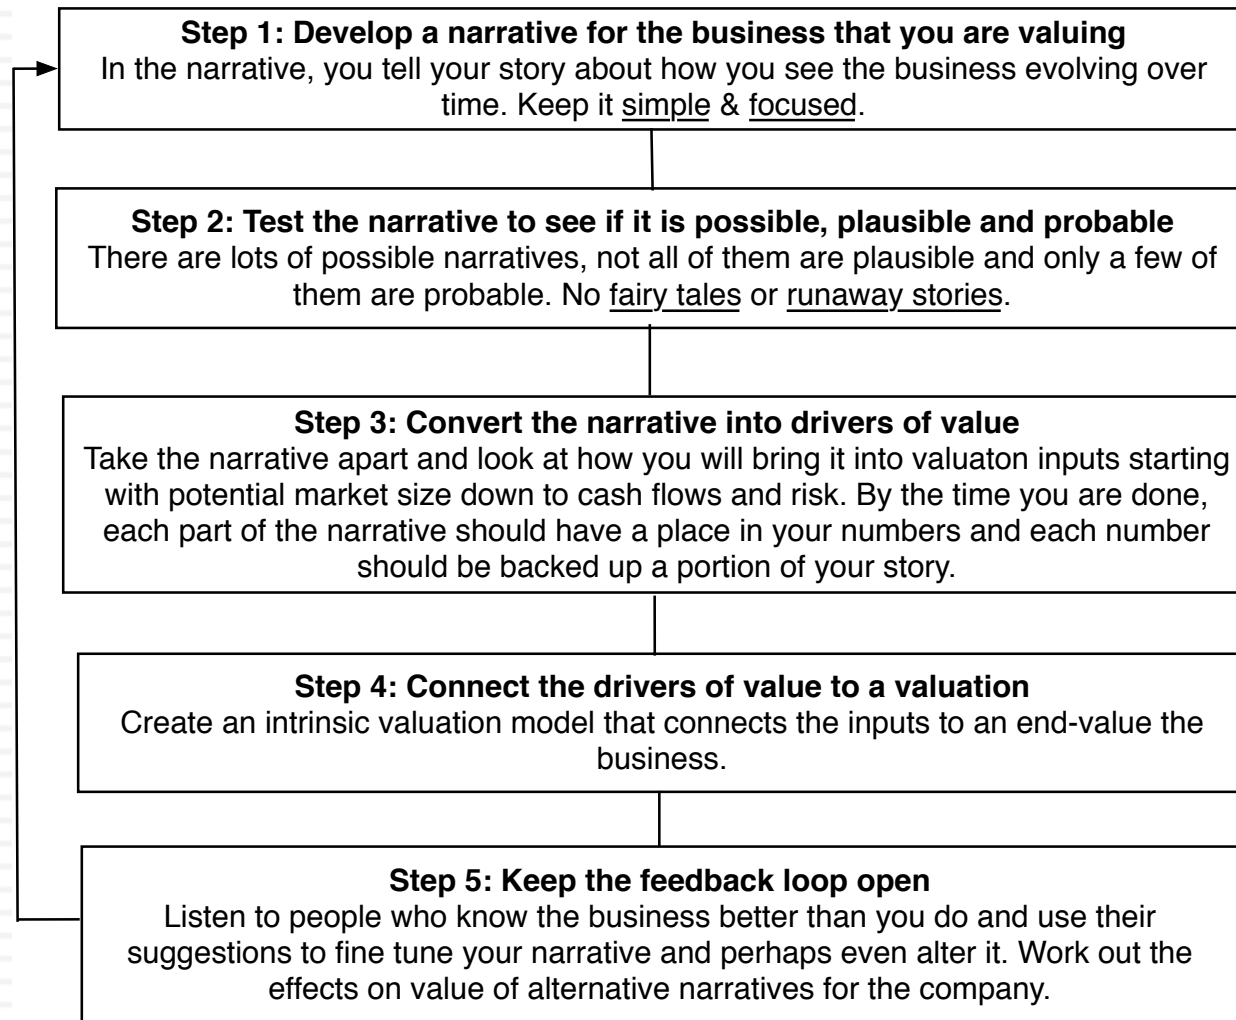 Step 1: Develop a narrative for the business that you are valuing
In the narrative, you tell your story about how you see the business evolving over
time. Keep it simple & focused.
Step 2: Test the narrative to see if it is possible, plausible and probable
There are lots of possible narratives, not all of them are plausible and only a few of
them are probable. No fairy tales or runaway stories.
Step 3: Convert the narrative into drivers of value
Take the narrative apart and look at how you will bring it into valuaton inputs starting
with potential market size down to cash flows and risk. By the time you are done,
each part of the narrative should have a place in your numbers and each number
should be backed up a portion of your story.
Step 4: Connect the drivers of value to a valuation
Create an intrinsic valuation model that connects the inputs to an end-value the
business.
Step 5: Keep the feedback loop open
Listen to people who know the business better than you do and use their
suggestions to fine tune your narrative and perhaps even alter it. Work out the
effects on value of alternative narratives for the company.